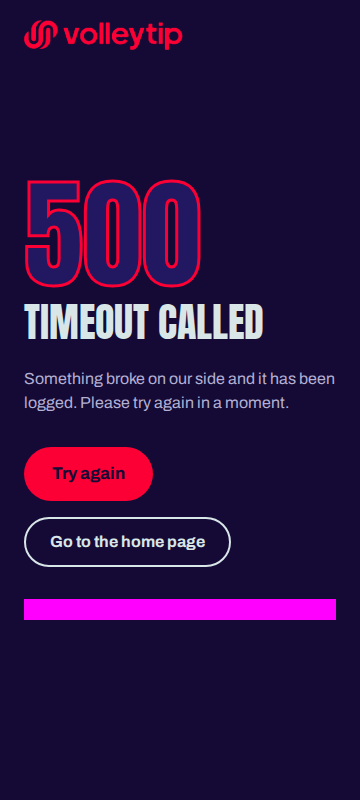 volleytip
500
TIMEOUT CALLED
Something broke on our side and it has been
logged. Please try again in a moment.
Try again
Go to the home page